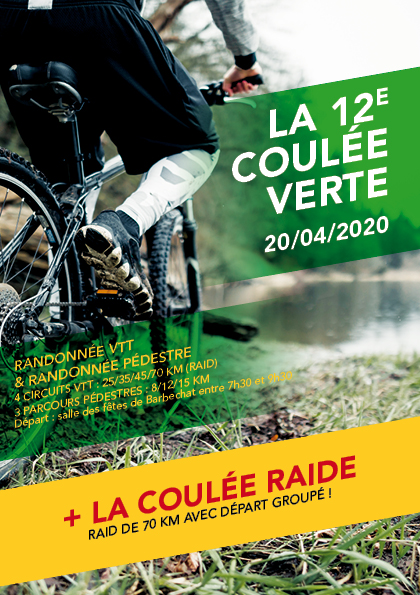 LA 12E
COULÉE
VERTE
20/04/2020
RANDONNÉE VTT
& RANDONNÉE PÉDESTRE
4 CIRCUITS VTT : 25/35/45/70 KM (RAID)
3 PARCOURS PÉDESTRES : 8/12/15 KM
Départ : salle des fêtes de Barbechat entre 7h30 et 9h30
+ LA COULÉE RAIDE
RAID DE 70 KM AVEC DÉPART GROUPÉ !